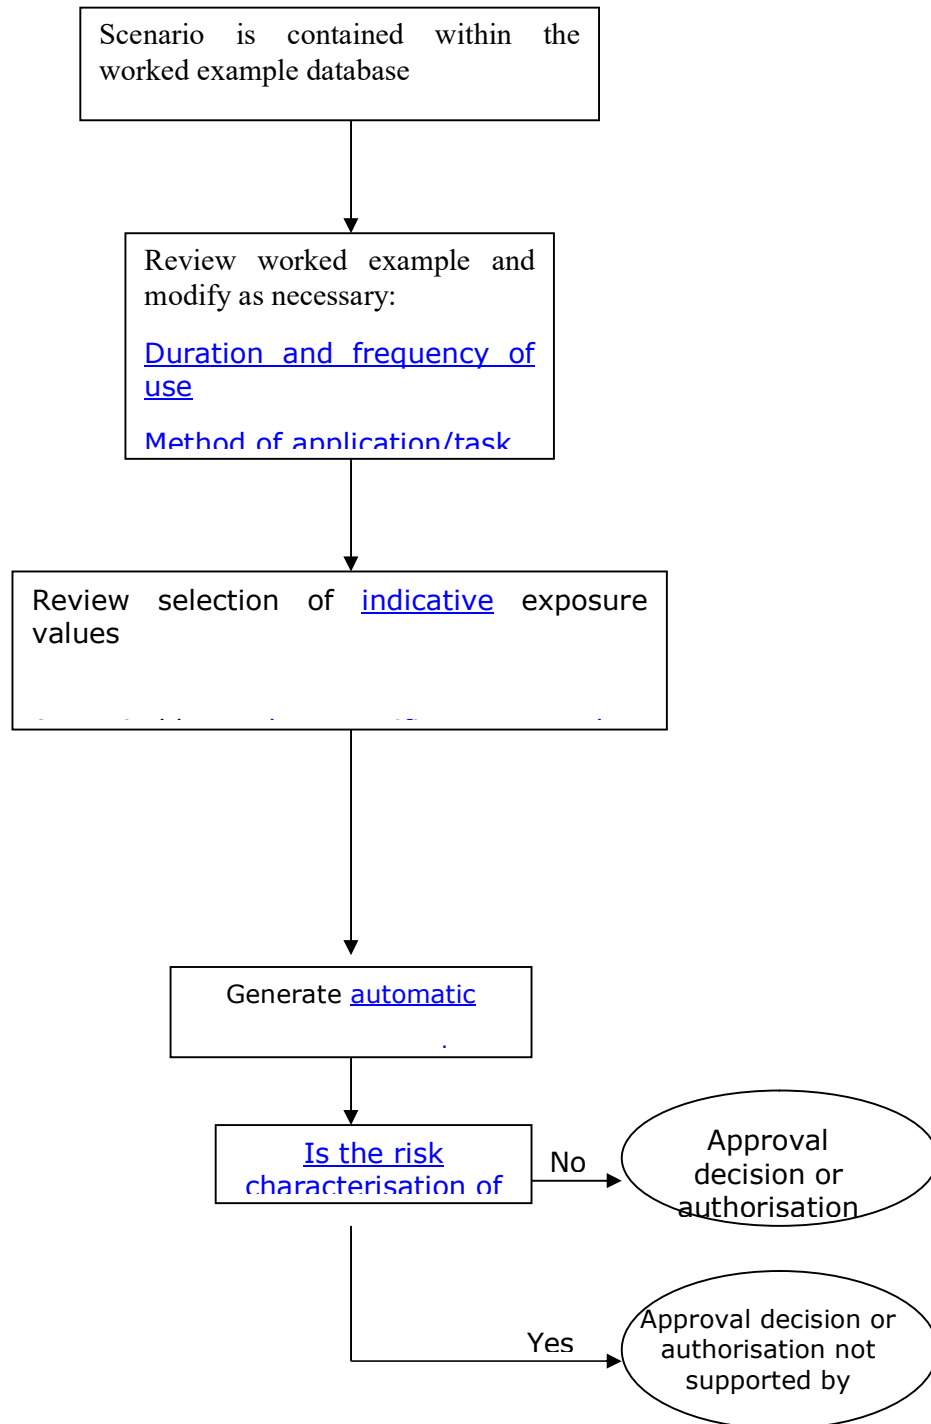 Scenario is contained within the
worked example database
Review worked example and
modify as necessary:
Duration and frequency of
use
Method of application/task
Review selection of indicative exposure
values
Generate automatic
Is the risk
characterisation of
No
Approval
decision or
authorisation
Yes
Approval decision or
authorisation not
supported by